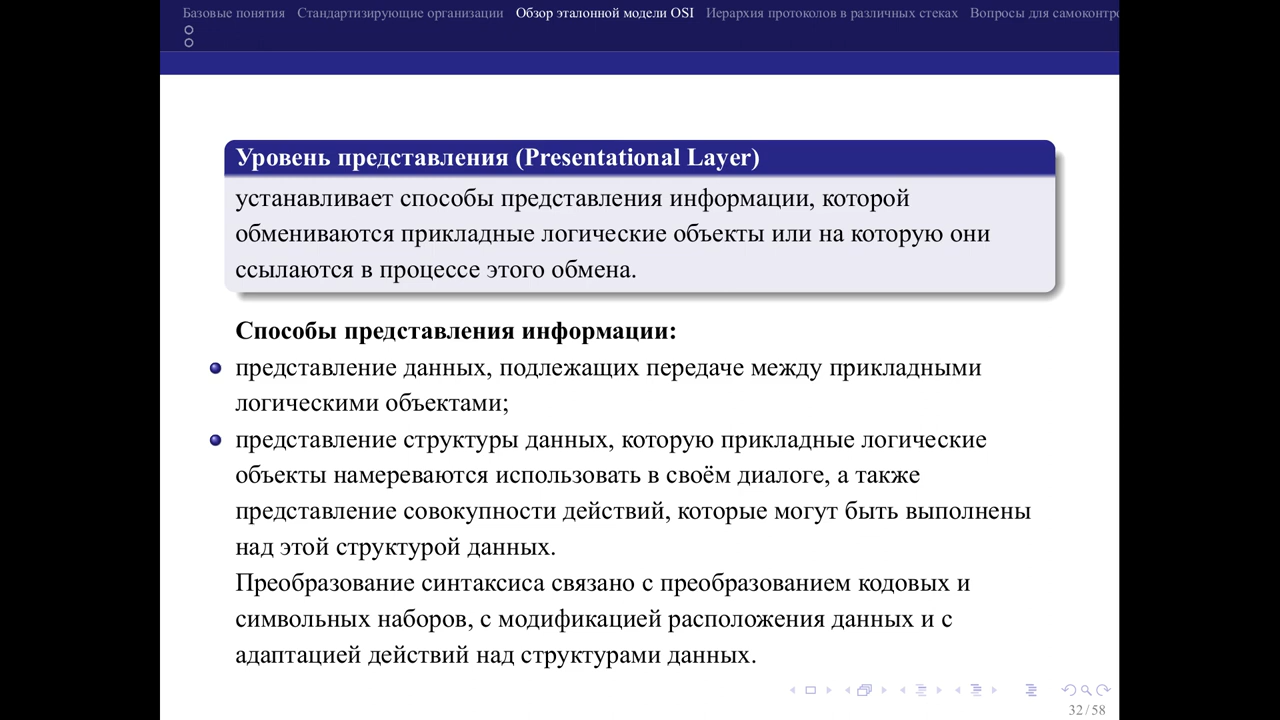 Базовые понятия Стандартизирующие организации Обзор эталонной модели OSI Иерархия протоколов в различных стеках Вопросы для самоконтро
Уровень представления (Presentational Layer)
устанавливает способы представления информации, которой
обмениваются прикладные логические объекты или на которую они
ссылаются в процессе этого обмена.
Способы представления информации:
представление данных, подлежащих передаче между прикладными
логическими объектами;
представление структуры данных, которую прикладные логические
объекты намереваются использовать в своём диалоге, а также
представление совокупности действий, которые могут быть выполнены
над этой структурой данных.
Преобразование синтаксиса связано с преобразованием кодовых и
символьных наборов, с модификацией расположения данных и с
адаптацией действий над структурами данных.
32 / 58